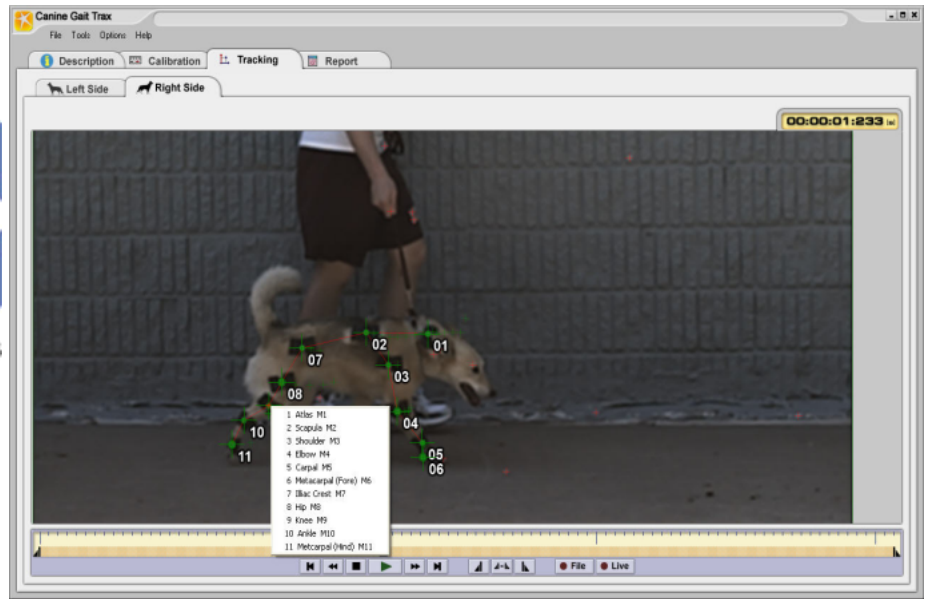 Canine Gait Trax
File Tools Options Help
Description Calibration Tracking Report
Left Side Right Side
00:00:01:233
02 01
07
03
08
04
10
11
05
06
1 Atlas M1
2 Scapula M2
3 Shoulder M3
4 Elbow M4
5 Carpal M5
6 Metacarpal (Fore) M6
7 Illiac Crest M7
8 Hip M8
9 Knee M9
10 Ankle M10
11 Metcarpal (Hind) M11
File Live